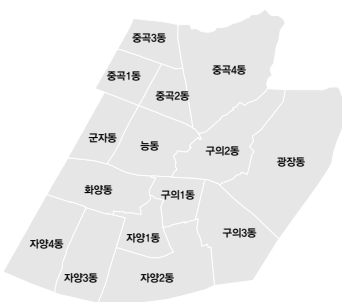 중곡3동
중곡4동
중곡1동
중곡2동
군자동
능동
구의2동
광장동
화양동
구의1동
구의3동
자양4동
자양1동
자양3동
자양2동